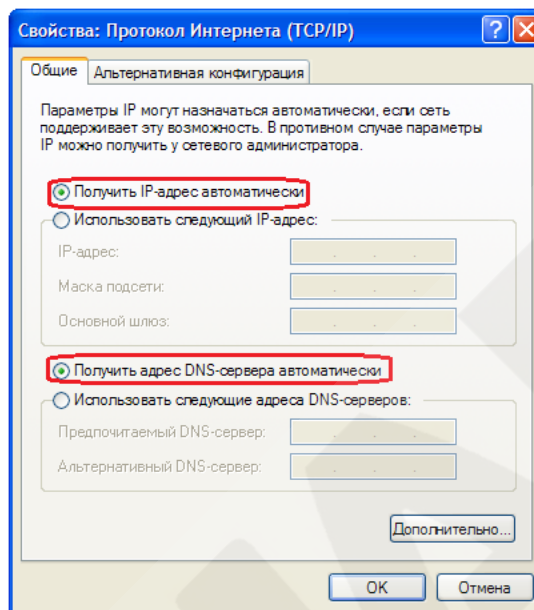 Свойства: Протокол Интернета (TCP/IP)
Общие
Альтернативная конфигурация
Параметры IP могут назначаться автоматически, если сеть
поддерживает эту возможность. В противном случае параметры
IP можно получить у сетевого администратора.
Получить IP-адрес автоматически
Использовать следующий IP-адрес:
IP-адрес:
Маска подсети:
Основной шлюз:
Получить адрес DNS-сервера автоматически
Использовать следующие адреса DNS-серверов:
Предпочитаемый DNS-сервер:
Альтернативный DNS-сервер:
Дополнительно...
OK
Отмена